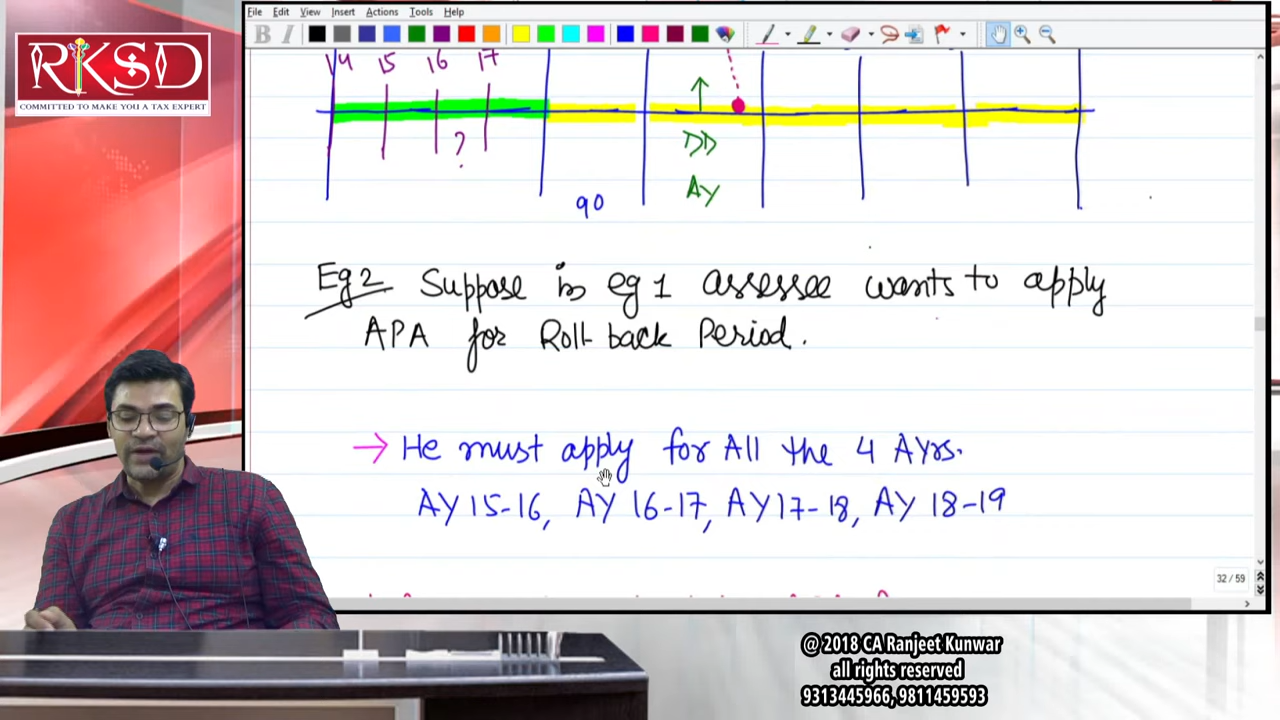 File Edit View Insert Actions Tools Help
B I
RKSD
COMMITTED TO MAKE YOU A TAX EXPERT
14 15 16 17
?
DD
AY
90
Eg 2 Suppose in eg 1 assessee wants to apply
APA for Roll back Period.
→ He must apply for All the 4 AYrs.
AY 15-16, AY 16-17, AY 17-18, AY 18-19
32 / 59
@ 2018 CA Ranjeet Kunwar
all rights reserved
9313445966, 9811459593